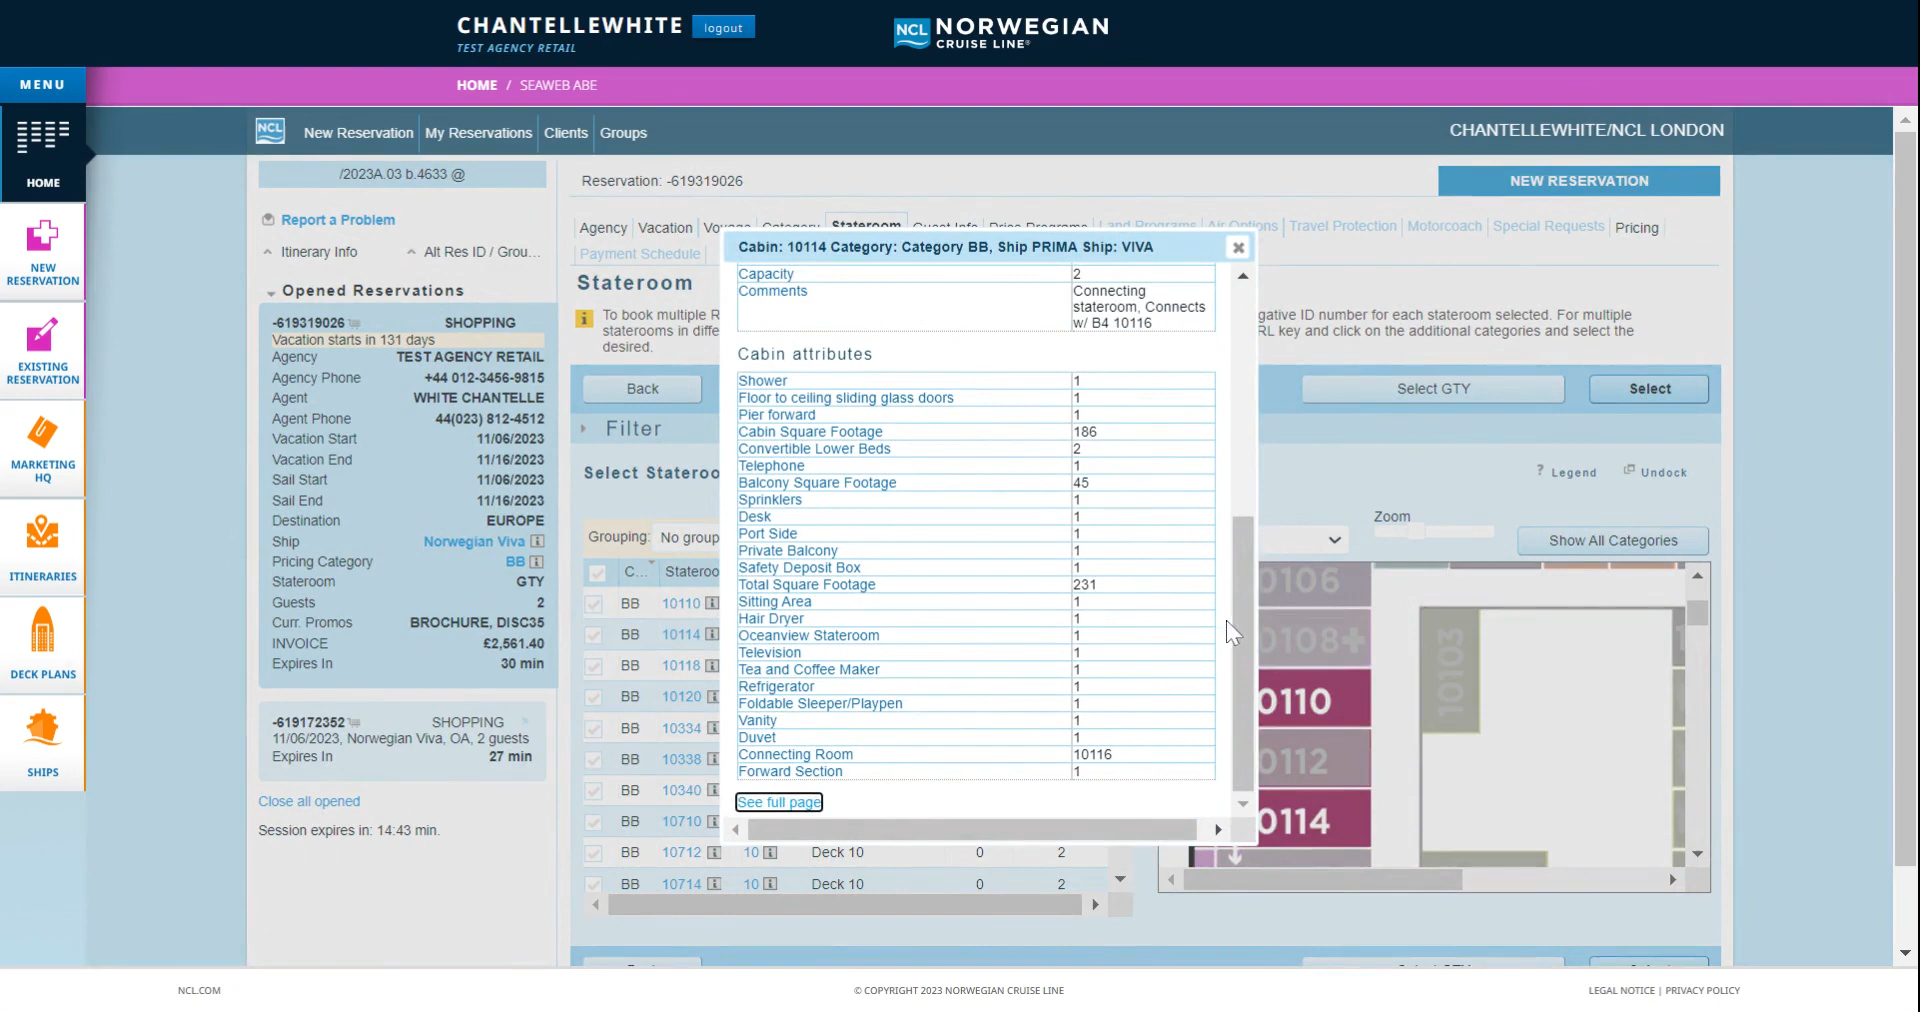 CHANTELLEWHITE
logout
TEST AGENCY RETAIL
NCL
NORWEGIAN
CRUISE LINE®
MENU
HOME / SEAWEB ABE
HOME
NEW
RESERVATION
EXISTING
RESERVATION
MARKETING
HQ
ITINERARIES
DECK PLANS
SHIPS
NCL
New Reservation
My Reservations
Clients
Groups
CHANTELLEWHITE/NCL LONDON
/2023A.03 b.4633 @
Report a Problem
Itinerary Info
Alt Res ID / Grou...
Opened Reservations
-619319026 SHOPPING
Vacation starts in 131 days
Agency TEST AGENCY RETAIL
Agency Phone +44 012-3456-9815
Agent WHITE CHANTELLE
Agent Phone 44(023) 812-4512
Vacation Start 11/06/2023
Vacation End 11/16/2023
Sail Start 11/06/2023
Sail End 11/16/2023
Destination EUROPE
Ship Norwegian Viva
Pricing Category BB
Stateroom GTY
Guests 2
Curr. Promos BROCHURE, DISC35
INVOICE £2,561.40
Expires In 30 min
-619172352 SHOPPING
11/06/2023, Norwegian Viva, OA, 2 guests
Expires In 27 min
Close all opened
Session expires in: 14:43 min.
Reservation: -619319026
NEW RESERVATION
Agency Vacation Voyage Category Stateroom Guest Info Price Programs Land Programs Air Options Travel Protection Motorcoach Special Requests Pricing
Payment Schedule
Stateroom
To book multiple R
gative ID number for each stateroom selected. For multiple
staterooms in diffe
RL key and click on the additional categories and select the
desired.
Back
Select GTY
Select
Filter
Select Stateroo
? Legend
Undock
Grouping: No group
Zoom
Show All Categories
C... Stateroo
BB 10110
BB 10114
BB 10118
BB 10120
BB 10334
BB 10338
BB 10340
BB 10710
BB 10712 10 Deck 10 0 2
BB 10714 10 Deck 10 0 2
Cabin: 10114 Category: Category BB, Ship PRIMA Ship: VIVA
Capacity 2
Comments Connecting
stateroom, Connects
w/ B4 10116
Cabin attributes
Shower 1
Floor to ceiling sliding glass doors 1
Pier forward 1
Cabin Square Footage 186
Convertible Lower Beds 2
Telephone 1
Balcony Square Footage 45
Sprinklers 1
Desk 1
Port Side 1
Private Balcony 1
Safety Deposit Box 1
Total Square Footage 231
Sitting Area 1
Hair Dryer 1
Oceanview Stateroom 1
Television 1
Tea and Coffee Maker 1
Refrigerator 1
Foldable Sleeper/Playpen 1
Vanity 1
Duvet 1
Connecting Room 10116
Forward Section 1
See full page
0106
0108+
0110
0112
0114
10103
NCL.COM
© COPYRIGHT 2023 NORWEGIAN CRUISE LINE
LEGAL NOTICE | PRIVACY POLICY